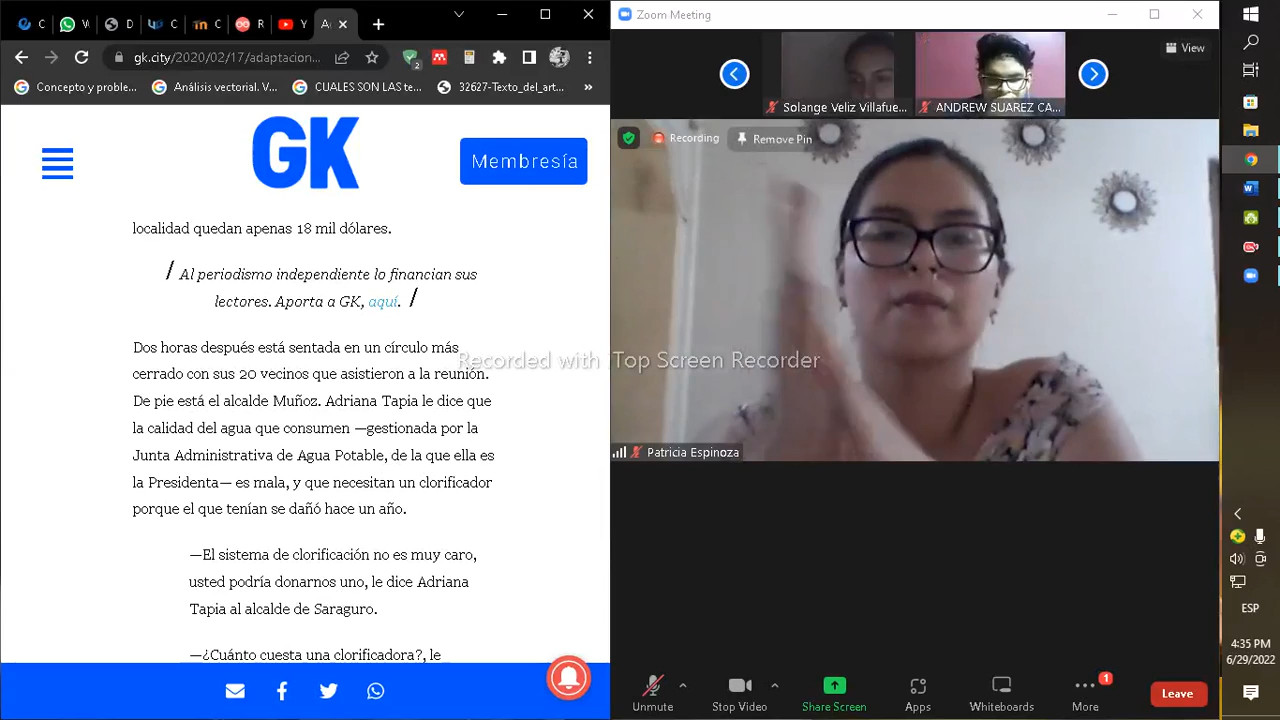 C
C
D
C
C
R
Y
Ac
gk.city/2020/02/17/adaptacion...
2
Concepto y proble...
Análisis vectorial. V...
CUALES SON LAS te...
32627-Texto_del_art...
»
GK
Membresía
localidad quedan apenas 18 mil dólares.
/ Al periodismo independiente lo financian sus
lectores. Aporta a GK, aquí. /
Dos horas después está sentada en un círculo más
cerrado con sus 20 vecinos que asistieron a la reunión.
De pie está el alcalde Muñoz. Adriana Tapia le dice que
la calidad del agua que consumen —gestionada por la
Junta Administrativa de Agua Potable, de la que ella es
la Presidenta— es mala, y que necesitan un clorificador
porque el que tenían se dañó hace un año.
—El sistema de clorificación no es muy caro,
usted podría donarnos uno, le dice Adriana
Tapia al alcalde de Saraguro.
—¿Cuánto cuesta una clorificadora?, le
Zoom Meeting
View
Solange Veliz Villafue...
ANDREW SUAREZ CA...
Recording
Remove Pin
Recorded with iTop Screen Recorder
Patricia Espinoza
Unmute
Stop Video
Share Screen
Apps
Whiteboards
More
1
Leave
ESP
4:35 PM
6/29/2022